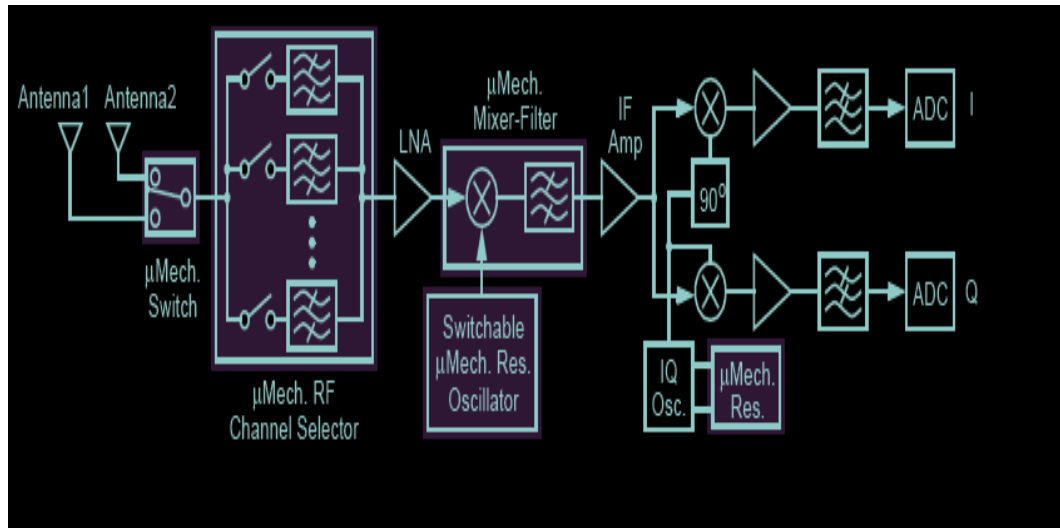 Antenna1
Antenna2
μMech.
Switch
μMech. RF
Channel Selector
LNA
μMech.
Mixer-Filter
Switchable
μMech. Res.
Oscillator
IF
Amp
90º
IQ
Osc.
μMech.
Res.
ADC
I
ADC
Q